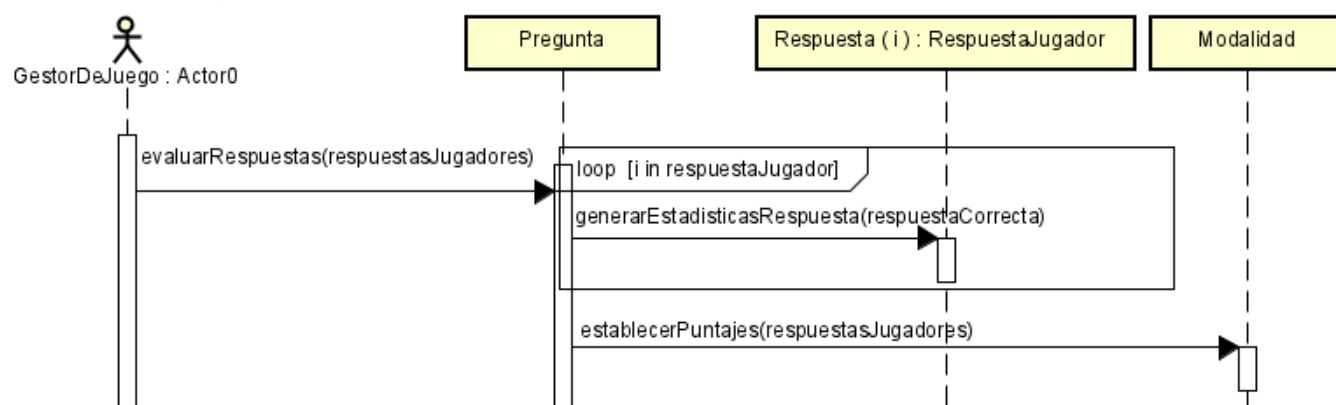 GestorDeJuego : Actor0
Pregunta
Respuesta ( i ) : RespuestaJugador
Modalidad
evaluarRespuestas(respuestasJugadores)
loop [i in respuestaJugador]
generarEstadisticasRespuesta(respuestaCorrecta)
establecerPuntajes(respuestasJugadores)